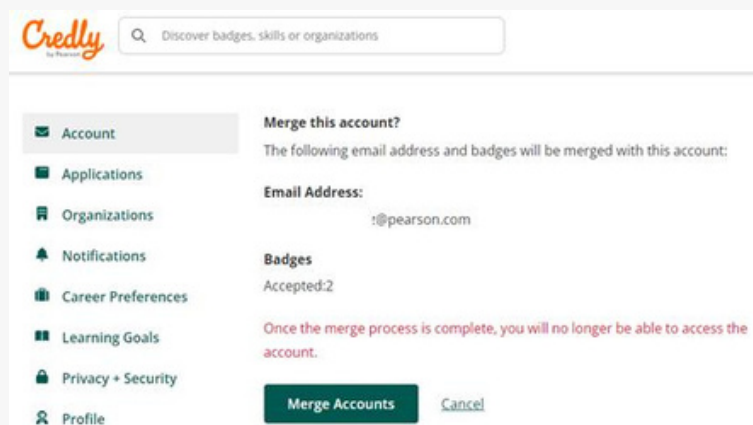 Credly
by Pearson
Discover badges, skills or organizations
Account
Applications
Organizations
Notifications
Career Preferences
Learning Goals
Privacy + Security
Profile
Merge this account?
The following email address and badges will be merged with this account:
Email Address:
@pearson.com
Badges
Accepted:2
Once the merge process is complete, you will no longer be able to access the
account.
Merge Accounts
Cancel